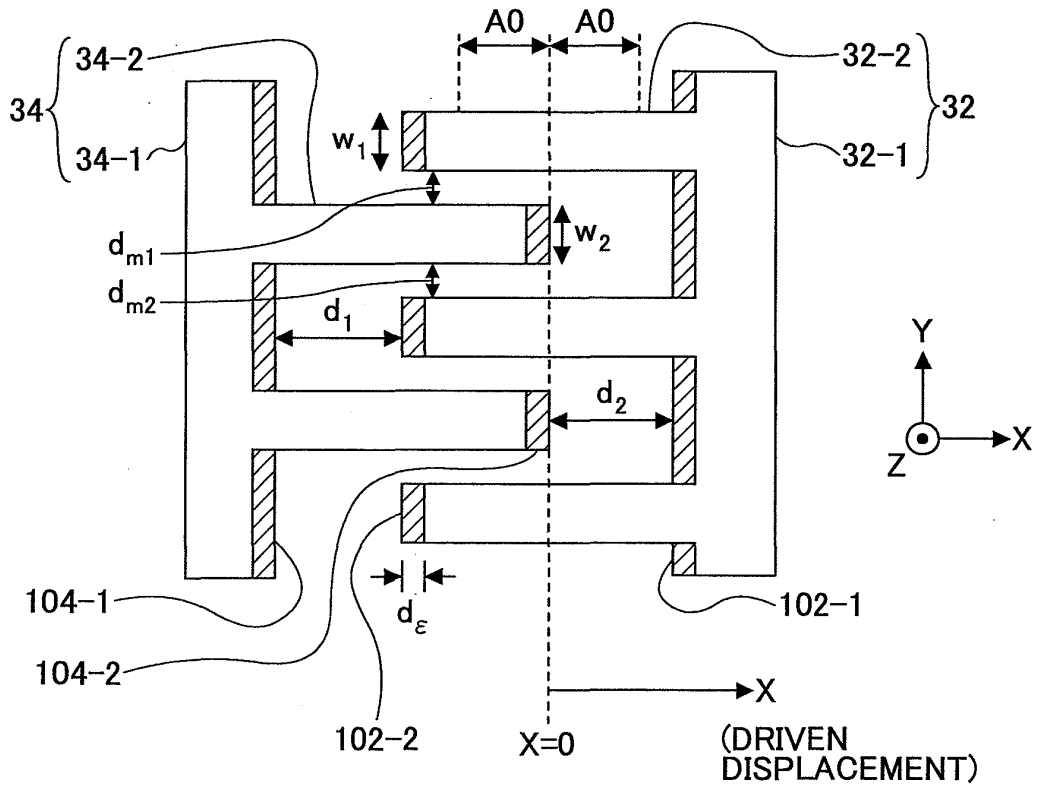 A0 A0
34-2
32-2
34
32
34-1
32-1
w1
dm1
w2
dm2
d1
Y
d2
X
Z
104-1
102-1
dε
104-2
X
102-2
X=0
(DRIVEN
DISPLACEMENT)